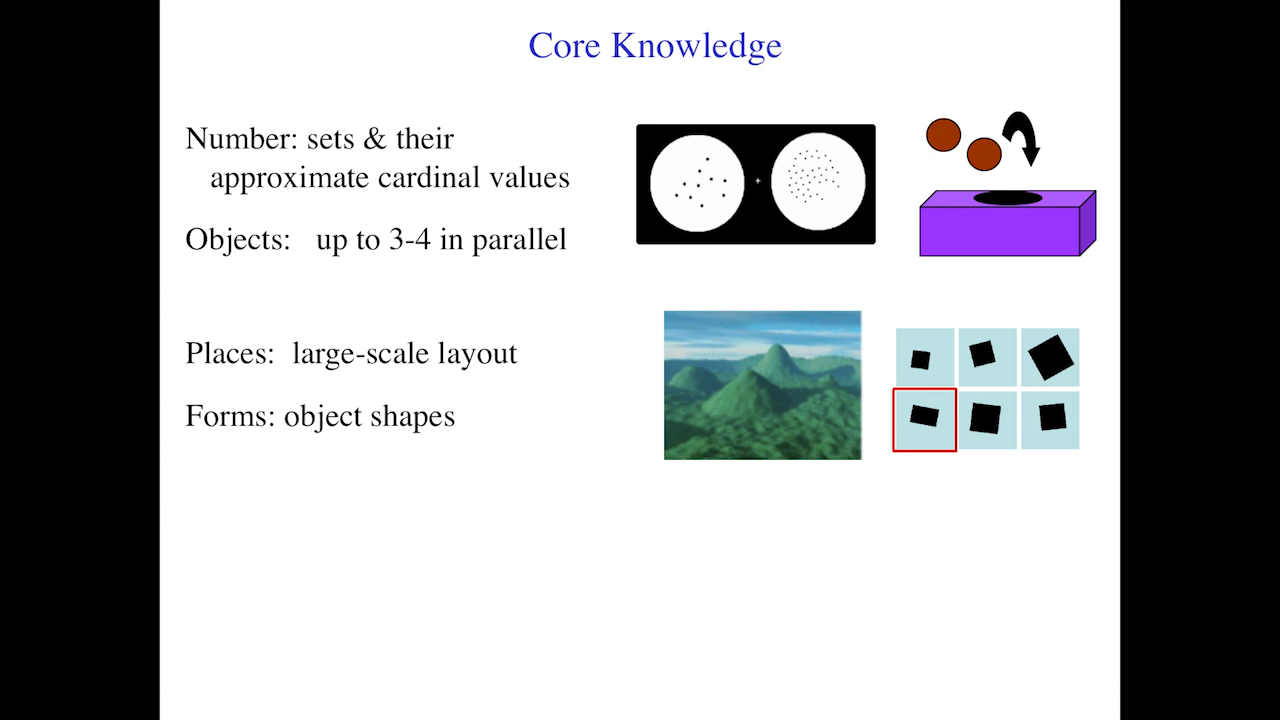 Core Knowledge
Number: sets & their
approximate cardinal values
Objects: up to 3-4 in parallel
Places: large-scale layout
Forms: object shapes